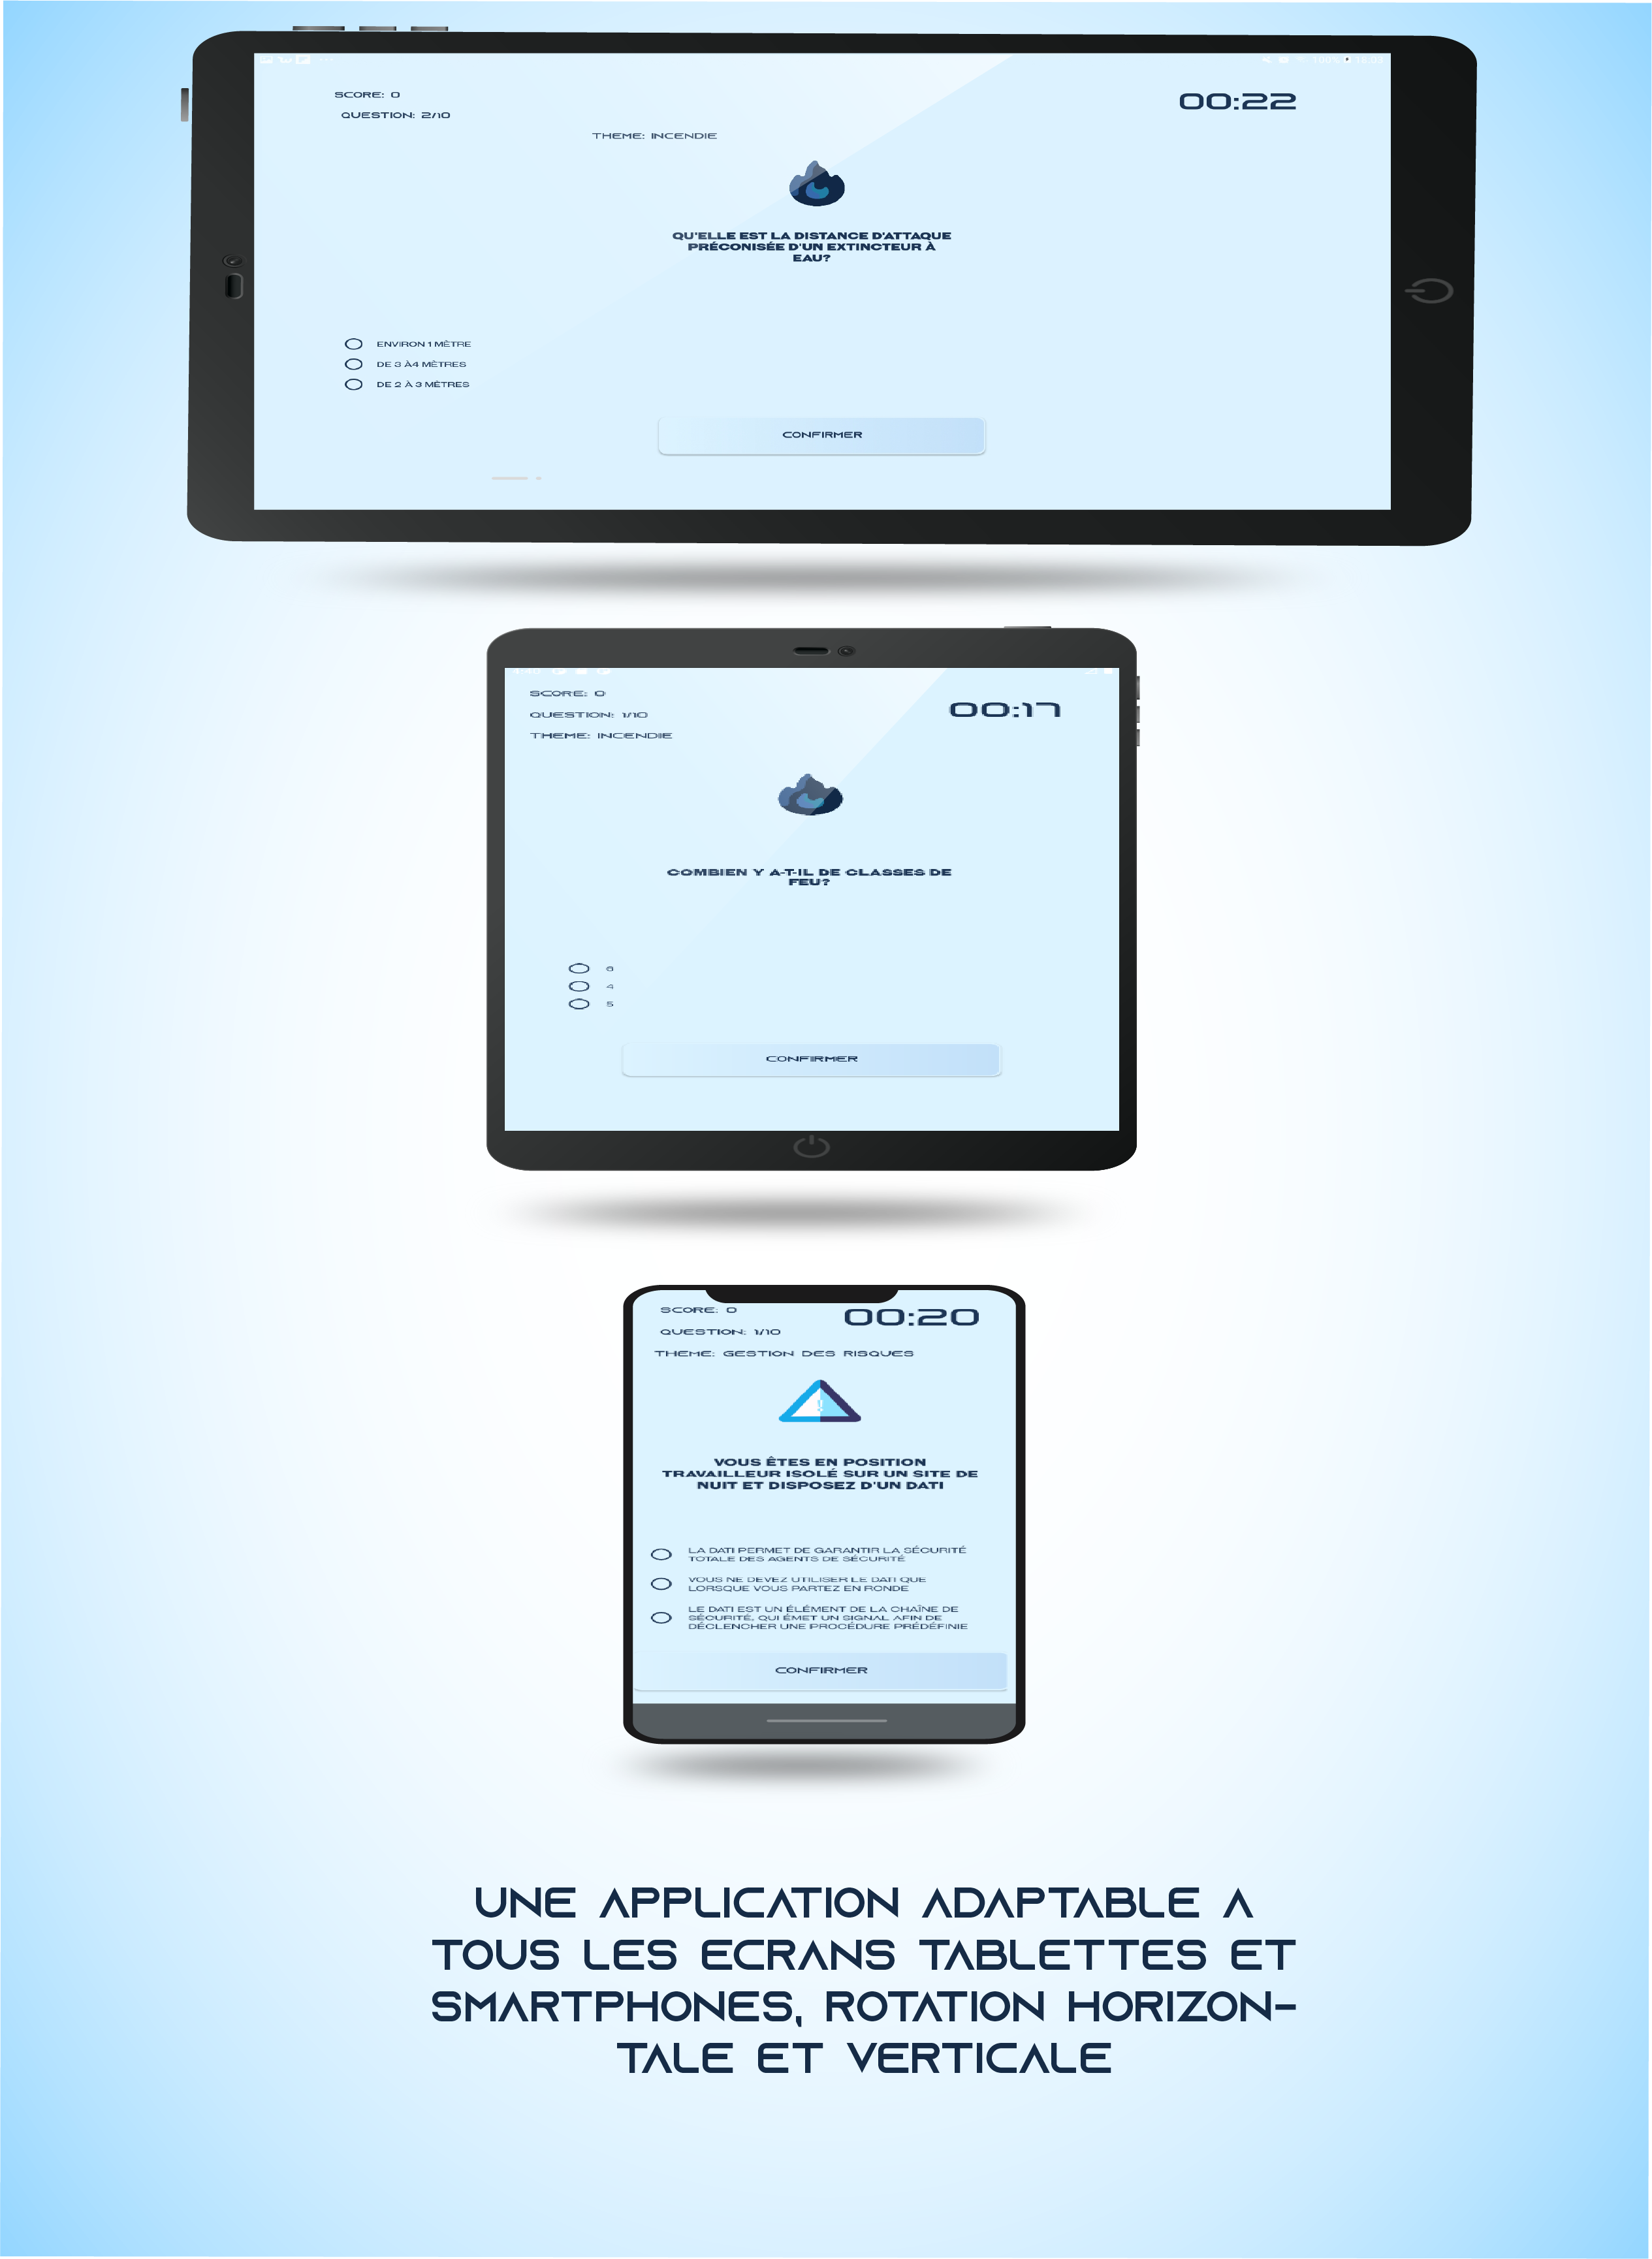 100% 18:03
SCORE: 0
00:22
QUESTION: 2/10
THEME: INCENDIE
QU'ELLE EST LA DISTANCE D'ATTAQUE
PRÉCONISÉE D'UN EXTINCTEUR À
EAU?
ENVIRON 1 MÈTRE
DE 3 À4 MÈTRES
DE 2 À 3 MÈTRES
CONFIRMER
SCORE: 0
00:17
QUESTION: 1/10
THEME: INCENDIE
COMBIEN Y A-T-IL DE CLASSES DE
FEU?
6
4
5
CONFIRMER
SCORE: 0
00:20
QUESTION: 1/10
THEME: GESTION DES RISQUES
VOUS ÊTES EN POSITION
TRAVAILLEUR ISOLÉ SUR UN SITE DE
NUIT ET DISPOSEZ D'UN DATI
LA DATI PERMET DE GARANTIR LA SÉCURITÉ
TOTALE DES AGENTS DE SÉCURITÉ
VOUS NE DEVEZ UTILISER LE DATI QUE
LORSQUE VOUS PARTEZ EN RONDE
LE DATI EST UN ÉLÉMENT DE LA CHAÎNE DE
SÉCURITÉ, QUI ÉMET UN SIGNAL AFIN DE
DÉCLENCHER UNE PROCÉDURE PRÉDÉFINIE
CONFIRMER
UNE APPLICATION ADAPTABLE A
TOUS LES ECRANS TABLETTES ET
SMARTPHONES, ROTATION HORIZON-
TALE ET VERTICALE